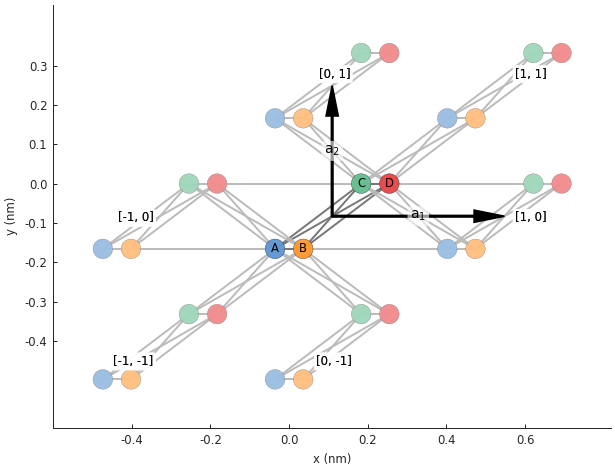 [0, 1]
[1, 1]
0.3
0.2
0.1
a2
0.0
C
D
[-1, 0]
a1
[1, 0]
-0.1
y (nm)
A
B
-0.2
-0.3
-0.4
[-1, -1]
[0, -1]
-0.4
-0.2
0.0
0.2
0.4
0.6
x (nm)